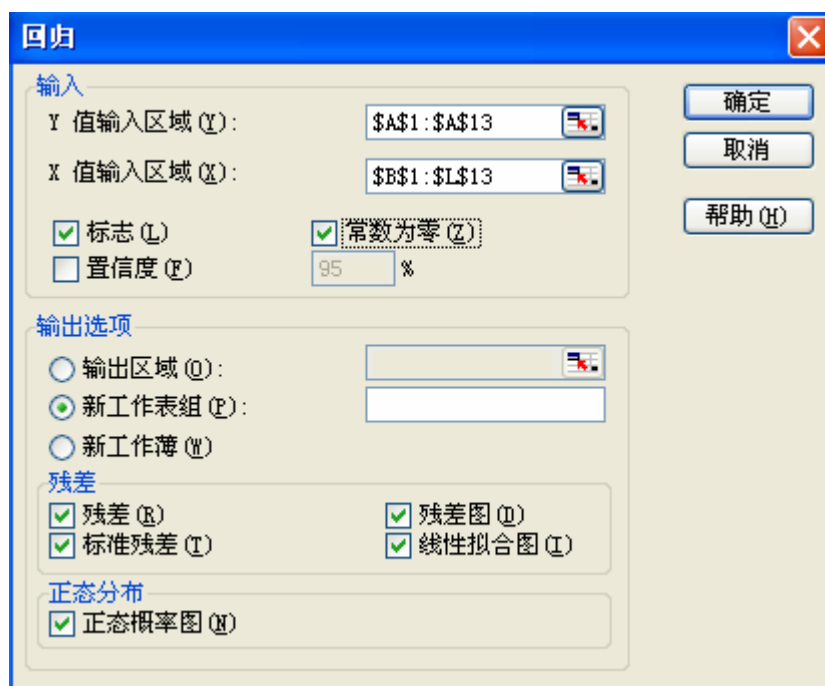 回归
输入
Y 值输入区域(Y):
$A$1:$A$13
X 值输入区域(X):
$B$1:$L$13
标志(L)
常数为零(Z)
置信度(F)
95
%
确定
取消
帮助(H)
输出选项
输出区域(O):
新工作表组(P):
新工作薄(W)
残差
残差(R)
残差图(D)
标准残差(T)
线性拟合图(I)
正态分布
正态概率图(N)